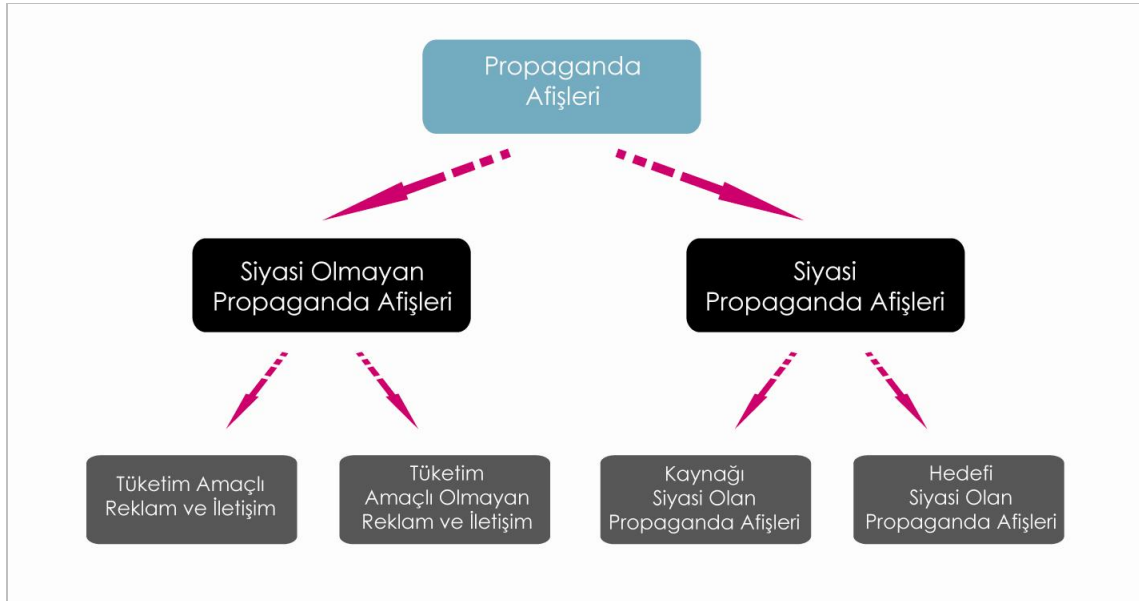 Propaganda
Afişleri
Siyasi Olmayan
Propaganda Afişleri
Siyasi
Propaganda Afişleri
Tüketim Amaçlı
Reklam ve İletişim
Tüketim
Amaçlı Olmayan
Reklam ve İletişim
Kaynağı
Siyasi Olan
Propaganda Afişleri
Hedefi
Siyasi Olan
Propaganda Afişleri